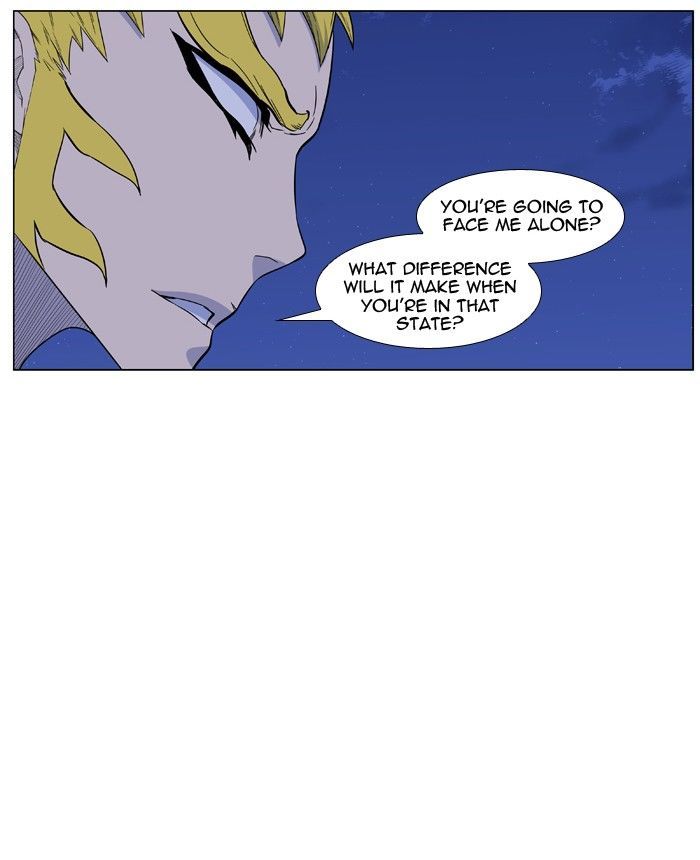 YOU'RE GOING TO
FACE ME ALONE?
WHAT DIFFERENCE
WILL IT MAKE WHEN
YOU'RE IN THAT
STATE?